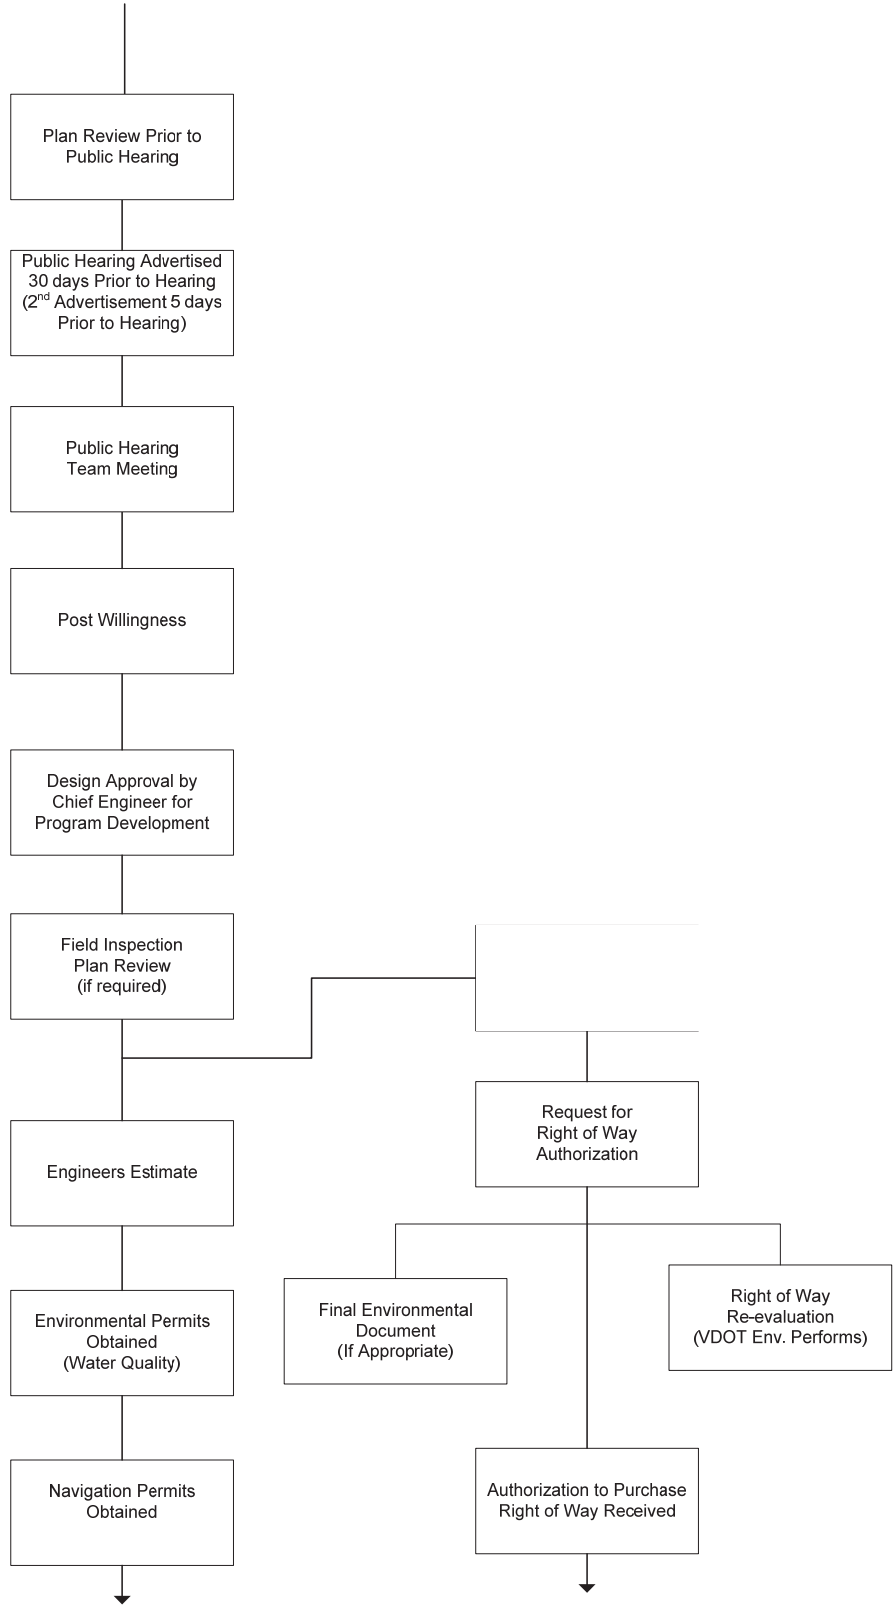 Plan Review Prior to
Public Hearing
Public Hearing Advertised
30 days Prior to Hearing
(2nd Advertisement 5 days
Prior to Hearing)
Public Hearing
Team Meeting
Post Willingness
Design Approval by
Chief Engineer for
Program Development
Field Inspection
Plan Review
(if required)
Request for
Right of Way
Authorization
Engineers Estimate
Final Environmental
Document
(If Appropriate)
Right of Way
Re-evaluation
(VDOT Env. Performs)
Environmental Permits
Obtained
(Water Quality)
Navigation Permits
Obtained
Authorization to Purchase
Right of Way Received